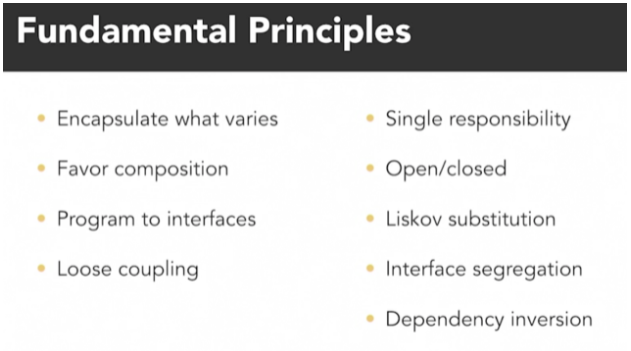 Fundamental Principles
Encapsulate what varies
Favor composition
Program to interfaces
Loose coupling
Single responsibility
Open/closed
Liskov substitution
Interface segregation
Dependency inversion